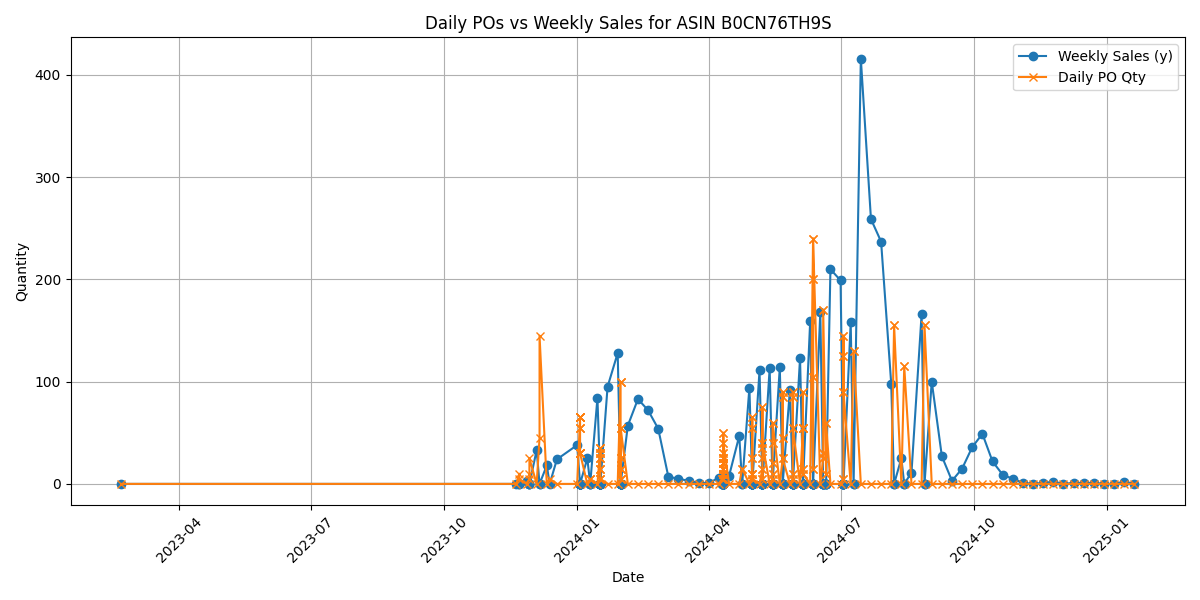 Daily POs vs Weekly Sales for ASIN B0CN76TH9S
Weekly Sales (y)
Daily PO Qty
400
300
200
100
0
Quantity
2023-04
2023-07
2023-10
2024-01
2024-04
2024-07
2024-10
2025-01
Date